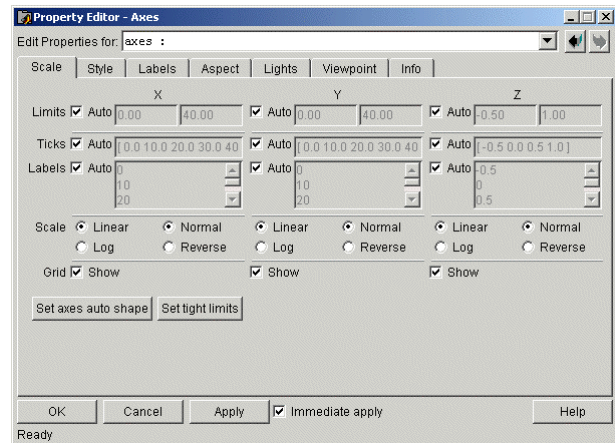 Property Editor - Axes
Edit Properties for: axes :
Scale Style Labels Aspect Lights Viewpoint Info
X Y Z
Limits Auto 0.00 40.00 Auto 0.00 40.00 Auto -0.50 1.00
Ticks Auto [ 0.0 10.0 20.0 30.0 40 Auto [ 0.0 10.0 20.0 30.0 40 Auto [ -0.5 0.0 0.5 1.0 ]
Labels Auto 0 Auto 0 Auto -0.5
10 10 0
20 20 0.5
Scale Linear Normal Linear Normal Linear Normal
Log Reverse Log Reverse Log Reverse
Grid Show Show Show
Set axes auto shape Set tight limits
OK Cancel Apply Immediate apply Help
Ready